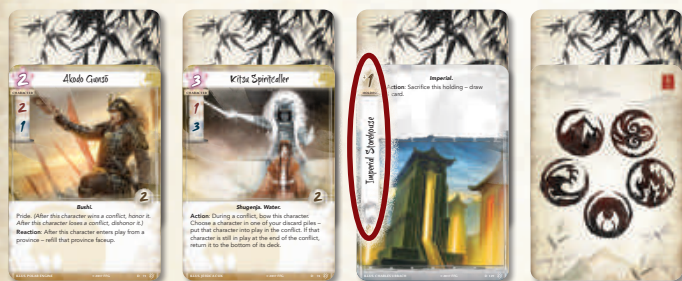 2
Akodo Gunsō
CHARACTER
2
1
2
Bushi.
Pride. (After this character wins a conflict, honor it.
After this character loses a conflict, dishonor it.)
Reaction: After this character enters play from a
province – refill that province faceup.
3
Kitsu Spiritcaller
CHARACTER
1
3
2
Shugenja. Water.
Action: During a conflict, bow this character.
Choose a character in one of your discard piles –
put that character into play in the conflict. If that
character is still in play at the end of the conflict,
return it to the bottom of its deck.
1
Imperial Storehouse
Imperial.
Action: Sacrifice this holding – draw
card.